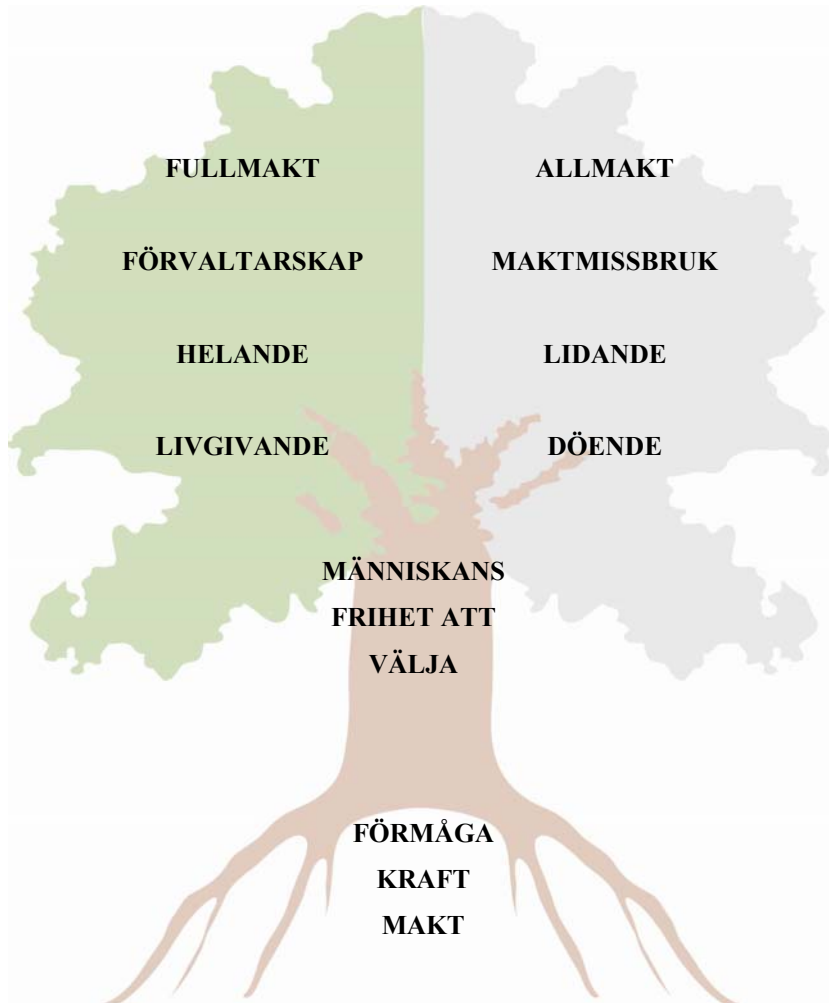 FULLMAKT
ALLMAKT
FÖRVALTARSKAP
MAKTMISSBRUK
HELANDE
LIDANDE
LIVGIVANDE
DÖENDE
MÄNNISKANS
FRIHET ATT
VÄLJA
FÖRMÅGA
KRAFT
MAKT